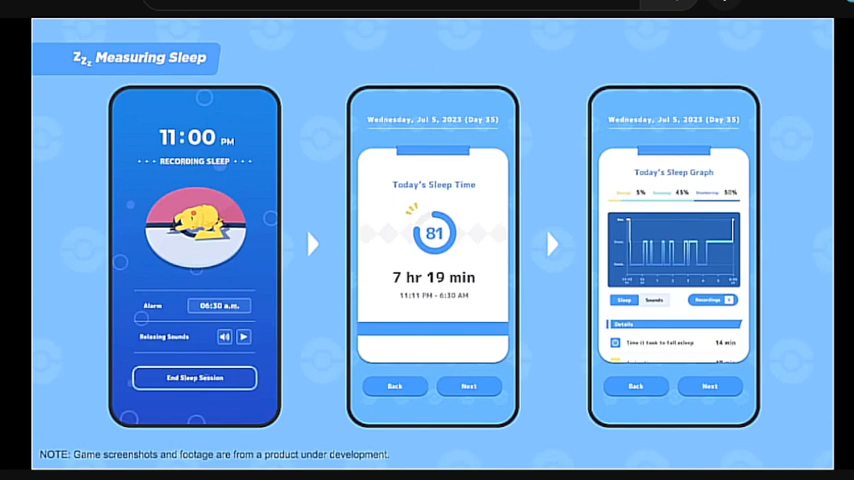 Zzz Measuring Sleep
11:00 PM
• • • RECORDING SLEEP • • •
Alarm 06:30 a.m.
Relaxing Sounds
End Sleep Session
Wednesday, Jul 5, 2023 (Day 35)
Today's Sleep Time
81
7 hr 19 min
11:11 PM - 6:30 AM
Back Next
Wednesday, Jul 5, 2023 (Day 35)
Today's Sleep Graph
5% 45% 50%
Sleep Sounds Recordings
Details
Time it took to fall asleep 14 min
Back Next
NOTE: Game screenshots and footage are from a product under development.